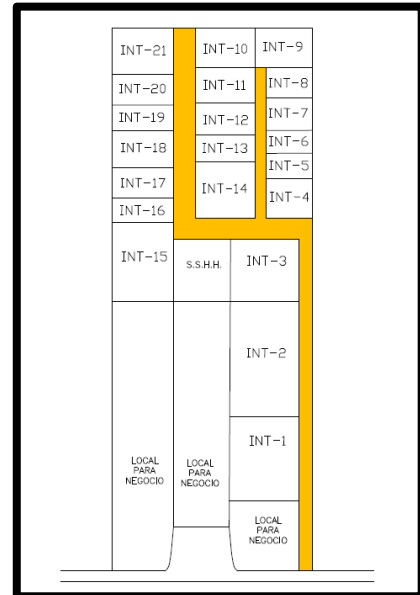 INT-21
INT-10
INT-9
INT-20
INT-11
INT-8
INT-19
INT-12
INT-7
INT-18
INT-13
INT-6
INT-17
INT-14
INT-5
INT-16
INT-4
INT-15
S.S.H.H.
INT-3
INT-2
INT-1
LOCAL
PARA
NEGOCIO
LOCAL
PARA
NEGOCIO
LOCAL
PARA
NEGOCIO